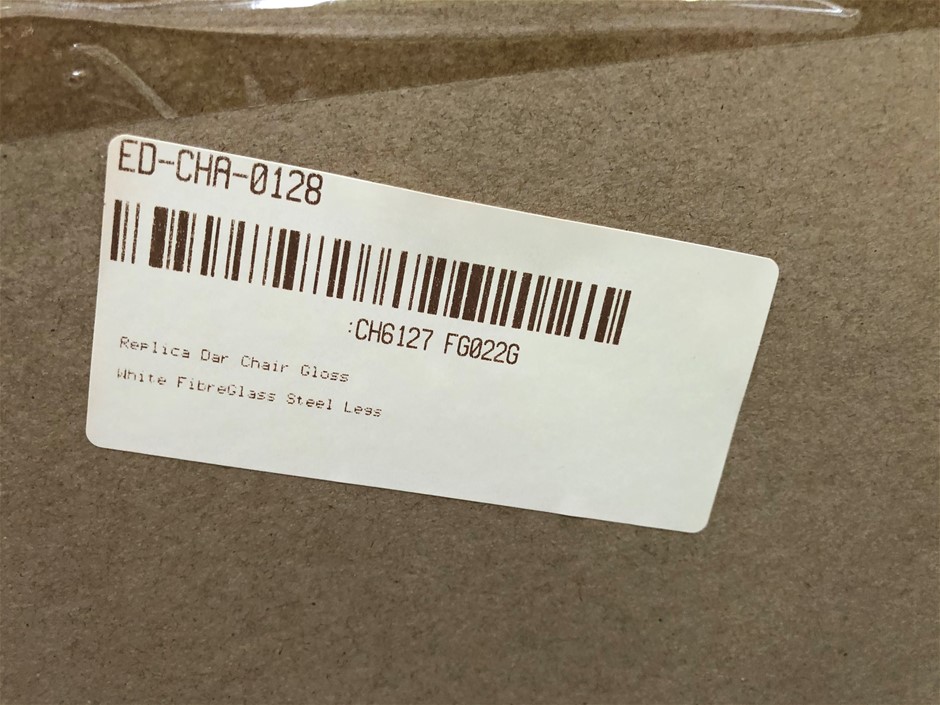 ED-CHA-0128
:CH6127 FG022G
Replica Dar Chair Gloss
White FibreGlass Steel Legs